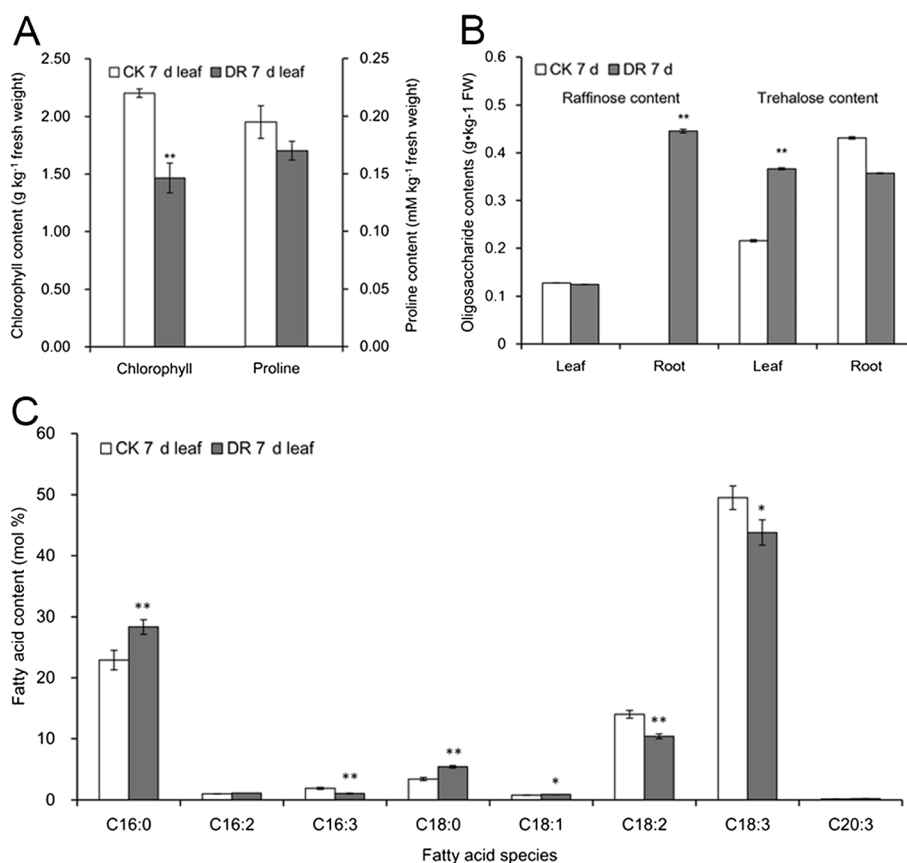 A
CK 7 d leaf DR 7 d leaf
Chlorophyll content (g kg⁻¹ fresh weight)
2.50
2.00
1.50
1.00
0.50
0.00
**
Proline content (mM kg⁻¹ fresh weight)
0.25
0.20
0.15
0.10
0.05
0.00
Chlorophyll Proline
B
CK 7 d DR 7 d
Oligosaccharide contents (g•kg-1 FW)
0.6
0.5
0.4
0.3
0.2
0.1
0
Raffinose content Trehalose content
**
**
Leaf Root Leaf Root
C
CK 7 d leaf DR 7 d leaf
Fatty acid content (mol %)
60
50
40
30
20
10
0
**
**
**
*
**
*
C16:0 C16:2 C16:3 C18:0 C18:1 C18:2 C18:3 C20:3
Fatty acid species